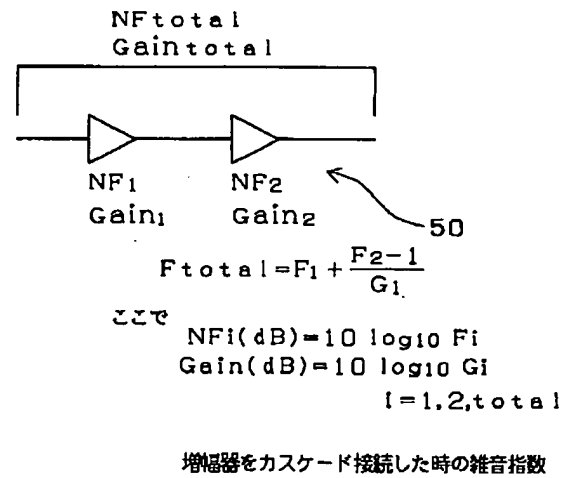 NFtotal
Gaintotal
NF1 NF2
Gain1 Gain2
50
Ftotal=F1+(F2-1)/G1
ここで
NFi(dB)=10 log10 Fi
Gain(dB)=10 log10 Gi
i=1,2,total
増幅器をカスケード接続した時の雑音指数